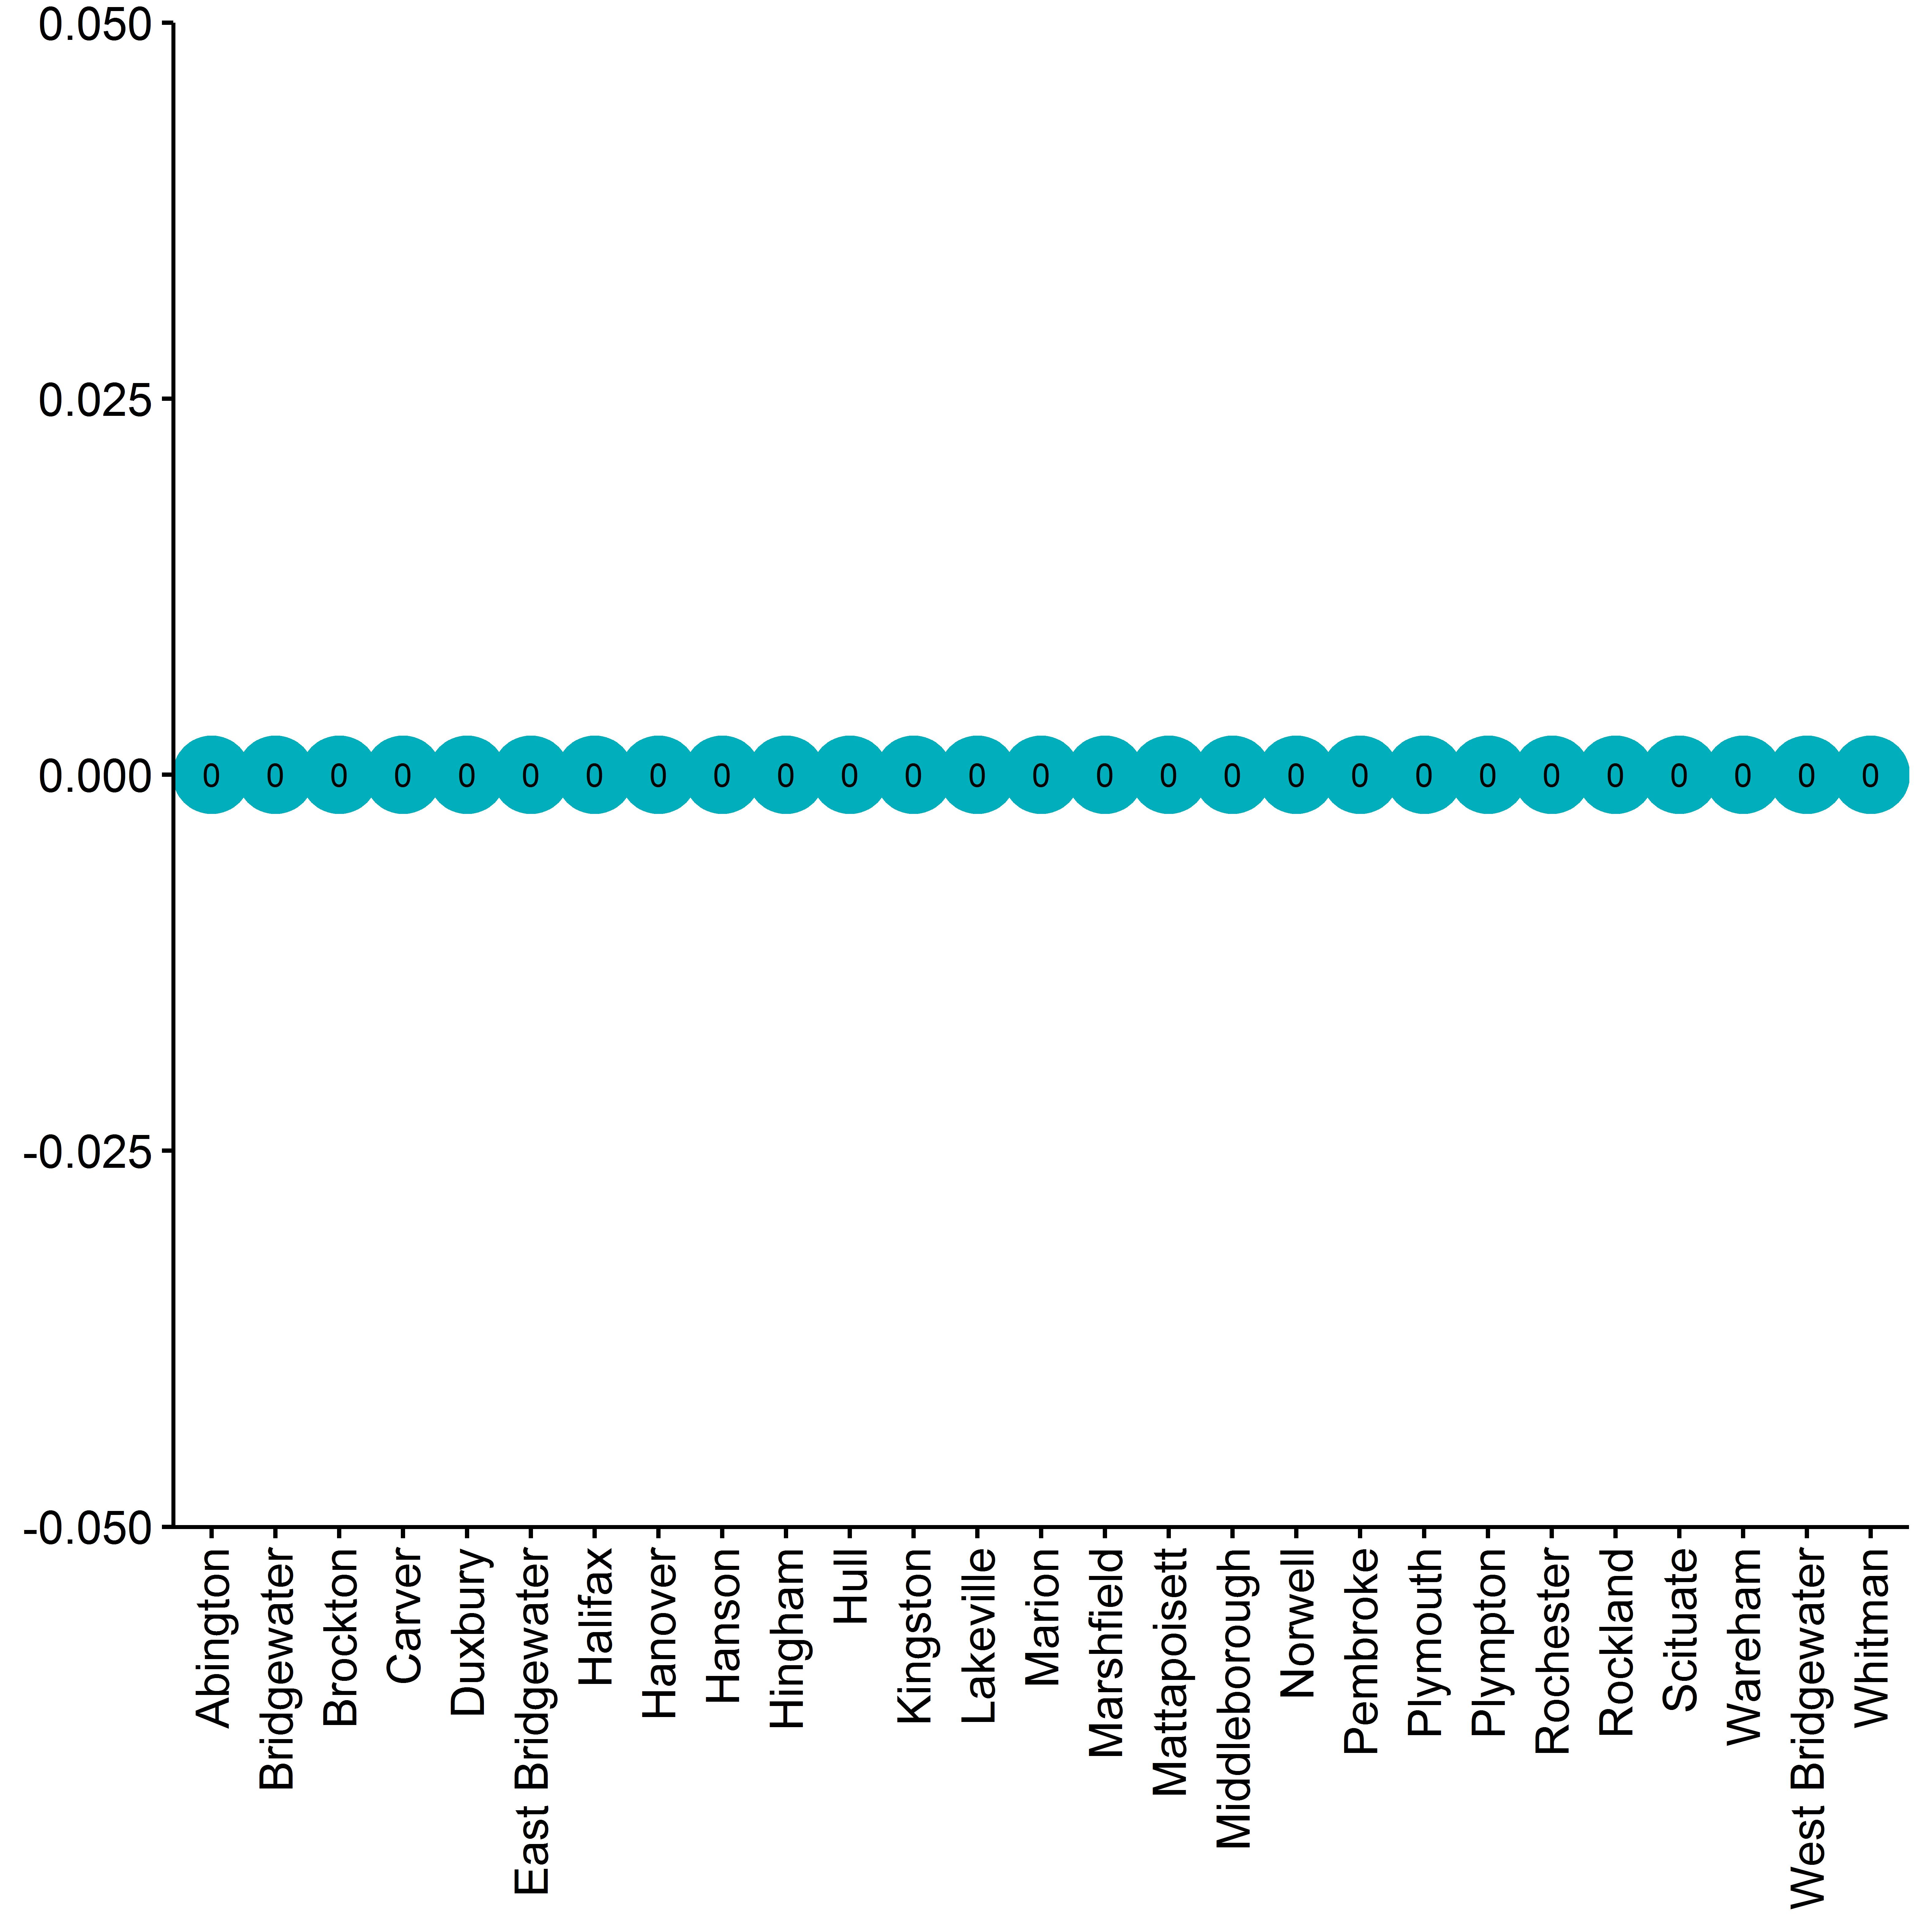 0.050
0.025
0.000
-0.025
-0.050
0 0 0 0 0 0 0 0 0 0 0 0 0 0 0 0 0 0 0 0 0 0 0 0 0 0 0
Abington
Bridgewater
Brockton
Carver
Duxbury
East Bridgewater
Halifax
Hanover
Hanson
Hingham
Hull
Kingston
Lakeville
Marion
Marshfield
Mattapoisett
Middleborough
Norwell
Pembroke
Plymouth
Plympton
Rochester
Rockland
Scituate
Wareham
West Bridgewater
Whitman